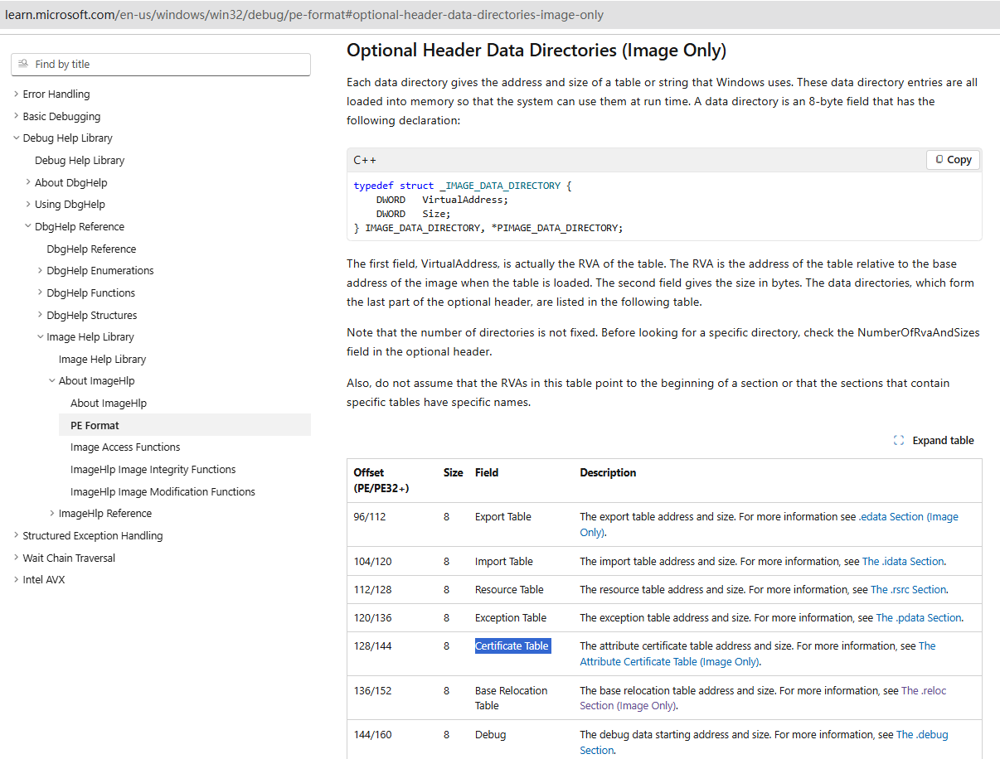 learn.microsoft.com/en-us/windows/win32/debug/pe-format#optional-header-data-directories-image-only
Find by title
Error Handling
Basic Debugging
Debug Help Library
Debug Help Library
About DbgHelp
Using DbgHelp
DbgHelp Reference
DbgHelp Reference
DbgHelp Enumerations
DbgHelp Functions
DbgHelp Structures
Image Help Library
Image Help Library
About ImageHlp
About ImageHlp
PE Format
Image Access Functions
ImageHlp Image Integrity Functions
ImageHlp Image Modification Functions
ImageHlp Reference
Structured Exception Handling
Wait Chain Traversal
Intel AVX
Optional Header Data Directories (Image Only)
Each data directory gives the address and size of a table or string that Windows uses. These data directory entries are all
loaded into memory so that the system can use them at run time. A data directory is an 8-byte field that has the
following declaration:
C++ Copy
typedef struct _IMAGE_DATA_DIRECTORY {
    DWORD   VirtualAddress;
    DWORD   Size;
} IMAGE_DATA_DIRECTORY, *PIMAGE_DATA_DIRECTORY;
The first field, VirtualAddress, is actually the RVA of the table. The RVA is the address of the table relative to the base
address of the image when the table is loaded. The second field gives the size in bytes. The data directories, which form
the last part of the optional header, are listed in the following table.
Note that the number of directories is not fixed. Before looking for a specific directory, check the NumberOfRvaAndSizes
field in the optional header.
Also, do not assume that the RVAs in this table point to the beginning of a section or that the sections that contain
specific tables have specific names.
Expand table
Offset Size Field Description
(PE/PE32+)
96/112 8 Export Table The export table address and size. For more information see .edata Section (Image
Only).
104/120 8 Import Table The import table address and size. For more information, see The .idata Section.
112/128 8 Resource Table The resource table address and size. For more information, see The .rsrc Section.
120/136 8 Exception Table The exception table address and size. For more information, see The .pdata Section.
128/144 8 Certificate Table The attribute certificate table address and size. For more information, see The
Attribute Certificate Table (Image Only).
136/152 8 Base Relocation The base relocation table address and size. For more information, see The .reloc
Table Section (Image Only).
144/160 8 Debug The debug data starting address and size. For more information, see The .debug
Section.